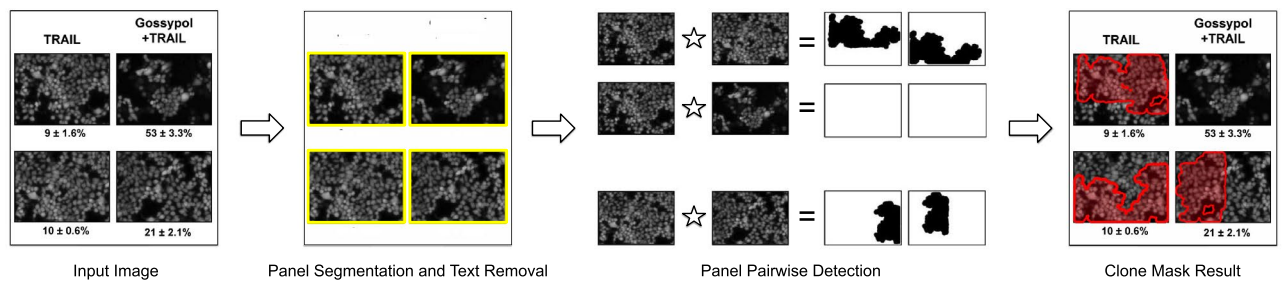 Gossypol
TRAIL +TRAIL
9 ± 1.6% 53 ± 3.3%
10 ± 0.6% 21 ± 2.1%
Input Image
Panel Segmentation and Text Removal
= 
=
=
Panel Pairwise Detection
Gossypol
TRAIL +TRAIL
9 ± 1.6% 53 ± 3.3%
10 ± 0.6% 21 ± 2.1%
Clone Mask Result